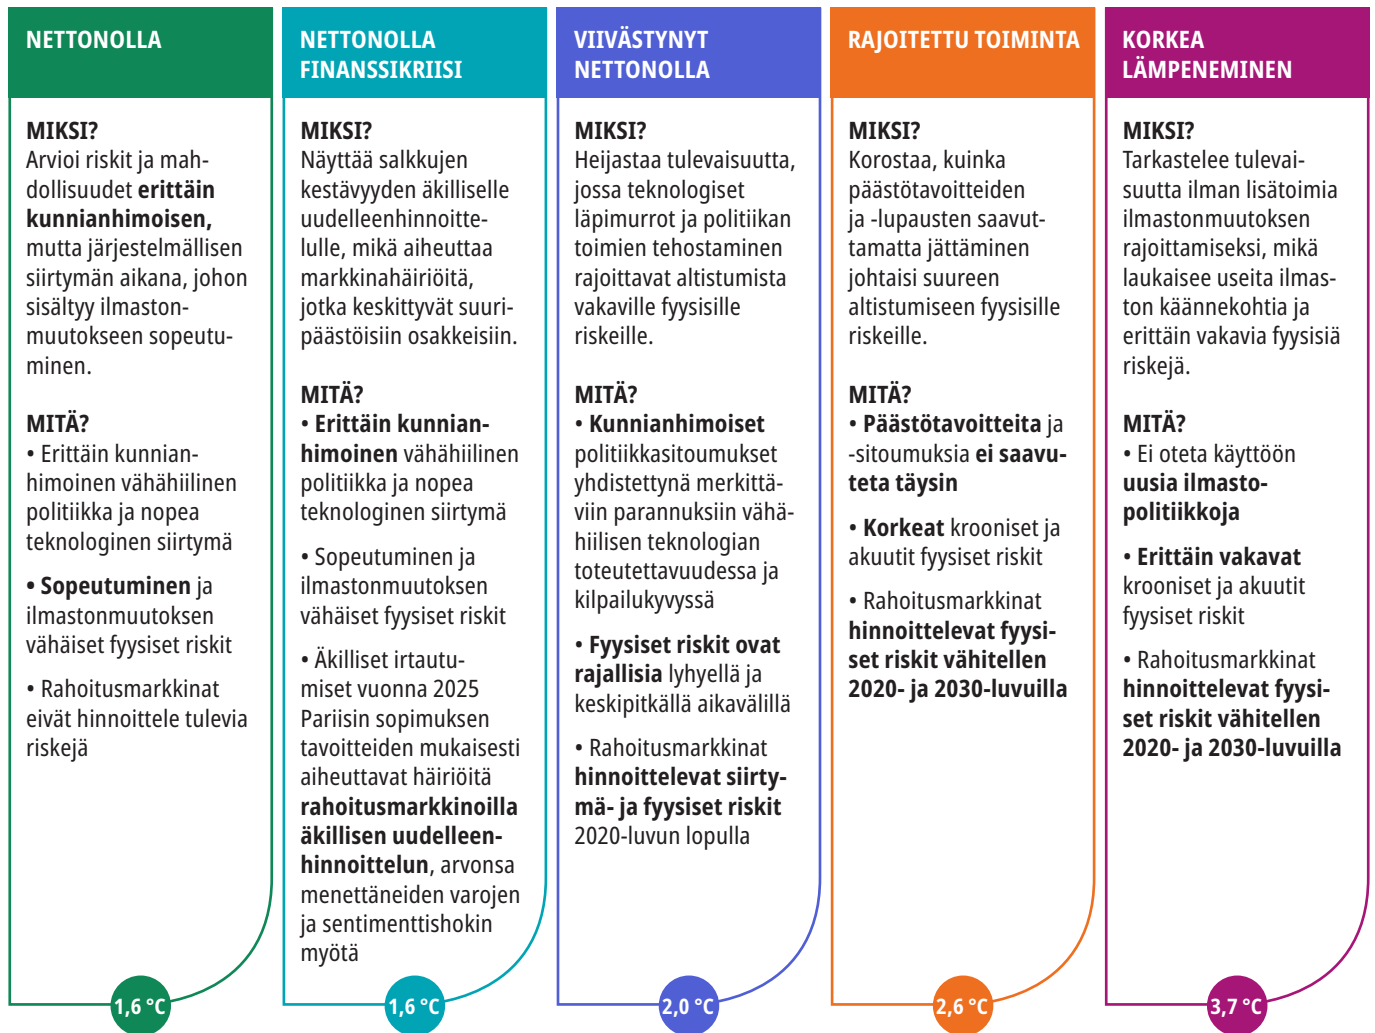 NETTONOLLA
MIKSI?
Arvioi riskit ja mah-
dollisuudet erittäin
kunnianhimoisen,
mutta järjestelmällisen
siirtymän aikana, johon
sisältyy ilmaston-
muutokseen sopeutu-
minen.
MITÄ?
• Erittäin kunnian-
himoinen vähähiilinen
politiikka ja nopea
teknologinen siirtymä
• Sopeutuminen ja
ilmastonmuutoksen
vähäiset fyysiset riskit
• Rahoitusmarkkinat
eivät hinnoittele tulevia
riskejä
1,6 °C
NETTONOLLA
FINANSSIKRIISI
MIKSI?
Näyttää salkkujen
kestävyyden äkilliselle
uudelleenhinnoitte-
lulle, mikä aiheuttaa
markkinahäiriöitä,
jotka keskittyvät suuri-
päästöisiin osakkeisiin.
MITÄ?
• Erittäin kunnian-
himoinen vähähiilinen
politiikka ja nopea
teknologinen siirtymä
• Sopeutuminen ja
ilmastonmuutoksen
vähäiset fyysiset riskit
• Äkilliset irtautu-
miset vuonna 2025
Pariisin sopimuksen
tavoitteiden mukaisesti
aiheuttavat häiriöitä
rahoitusmarkkinoilla
äkillisen uudelleen-
hinnoittelun, arvonsa
menettäneiden varojen
ja sentimenttishokin
myötä
1,6 °C
VIIVÄSTYNYT
NETTONOLLA
MIKSI?
Heijastaa tulevaisuutta,
jossa teknologiset
läpimurrot ja politiikan
toimien tehostaminen
rajoittavat altistumista
vakaville fyysisille
riskeille.
MITÄ?
• Kunnianhimoiset
politiikkasitoumukset
yhdistettynä merkittä-
viin parannuksiin vähä-
hiilisen teknologian
toteutettavuudessa ja
kilpailukyvyssä
• Fyysiset riskit ovat
rajallisia lyhyellä ja
keskipitkällä aikavälillä
• Rahoitusmarkkinat
hinnoittelevat siirty-
mä- ja fyysiset riskit
2020-luvun lopulla
2,0 °C
RAJOITETTU TOIMINTA
MIKSI?
Korostaa, kuinka
päästötavoitteiden
ja -lupausten saavut-
tamatta jättäminen
johtaisi suureen
altistumiseen fyysisille
riskeille.
MITÄ?
• Päästötavoitteita ja
-sitoumuksia ei saavu-
teta täysin
• Korkeat krooniset ja
akuutit fyysiset riskit
• Rahoitusmarkkinat
hinnoittelevat fyysi-
set riskit vähitellen
2020- ja 2030-luvuilla
2,6 °C
KORKEA
LÄMPENEMINEN
MIKSI?
Tarkastelee tulevai-
suutta ilman lisätoimia
ilmastonmuutoksen
rajoittamiseksi, mikä
laukaisee useita ilmas-
ton käännekohtia ja
erittäin vakavia fyysisiä
riskejä.
MITÄ?
• Ei oteta käyttöön
uusia ilmasto-
politiikkoja
• Erittäin vakavat
krooniset ja akuutit
fyysiset riskit
• Rahoitusmarkkinat
hinnoittelevat fyysi-
set riskit vähitellen
2020- ja 2030-luvuilla
3,7 °C